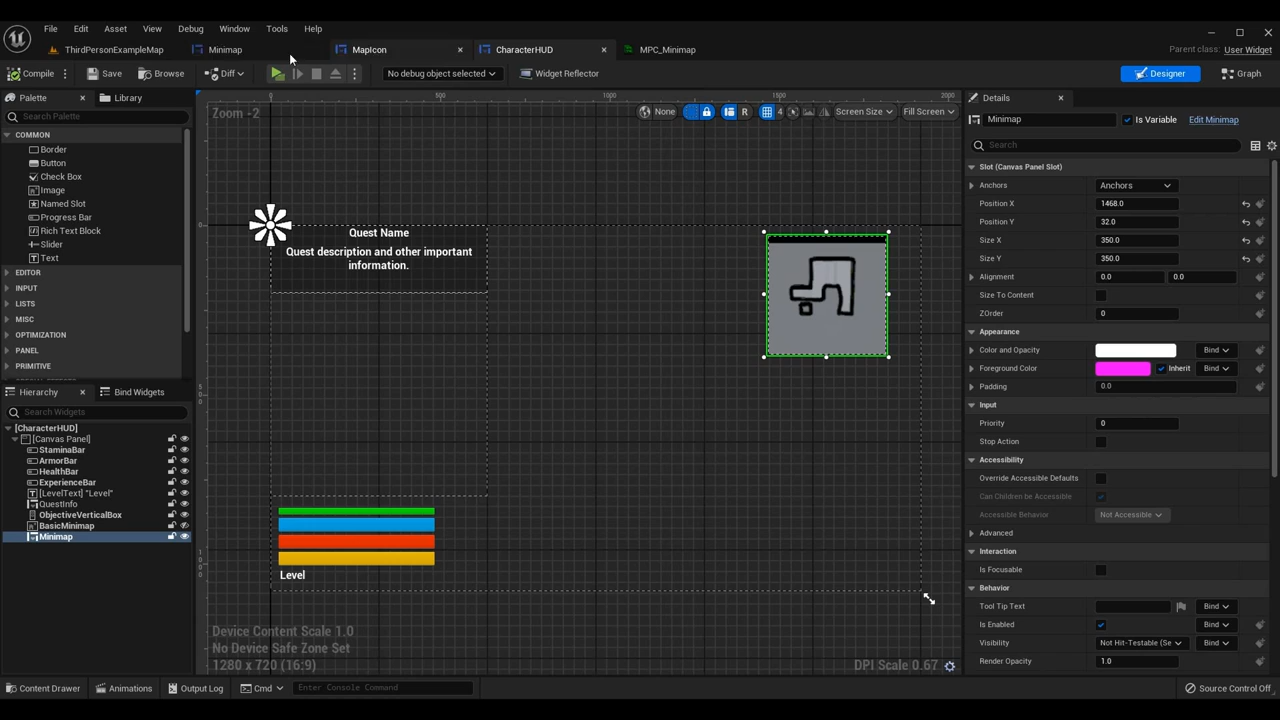 File Edit Asset View Debug Window Tools Help
ThirdPersonExampleMap Minimap MapIcon CharacterHUD MPC_Minimap Parent class: User Widget
Compile Save Browse Diff No debug object selected Widget Reflector Designer Graph
Palette Library
Search Palette
COMMON
Border
Button
Check Box
Image
Named Slot
Progress Bar
Rich Text Block
Slider
Text
EDITOR
INPUT
LISTS
MISC
OPTIMIZATION
PANEL
PRIMITIVE
Hierarchy Bind Widgets
Search Widgets
[CharacterHUD]
[Canvas Panel]
StaminaBar
ArmorBar
HealthBar
ExperienceBar
[LevelText] "Level"
QuestInfo
ObjectiveVerticalBox
BasicMinimap
Minimap
0 500 1000 1500 2000
Zoom -2
None R 4 Screen Size Fill Screen
0
Quest Name
Quest description and other important
information.
5
0
0
1
0
0
0
Level
Device Content Scale 1.0
No Device Safe Zone Set
1280 x 720 (16:9)
DPI Scale 0.67
Details
Minimap Is Variable Edit Minimap
Search
Slot (Canvas Panel Slot)
Anchors Anchors
Position X 1468.0
Position Y 32.0
Size X 350.0
Size Y 350.0
Alignment 0.0 0.0
Size To Content
ZOrder 0
Appearance
Color and Opacity Bind
Foreground Color Inherit Bind
Padding 0.0
Input
Priority 0
Stop Action
Accessibility
Override Accessible Defaults
Can Children be Accessible
Accessible Behavior Not Accessible
Advanced
Interaction
Is Focusable
Behavior
Tool Tip Text Bind
Is Enabled Bind
Visibility Not Hit-Testable (Se Bind
Render Opacity 1.0
Content Drawer Animations Output Log Cmd Enter Console Command Source Control Off